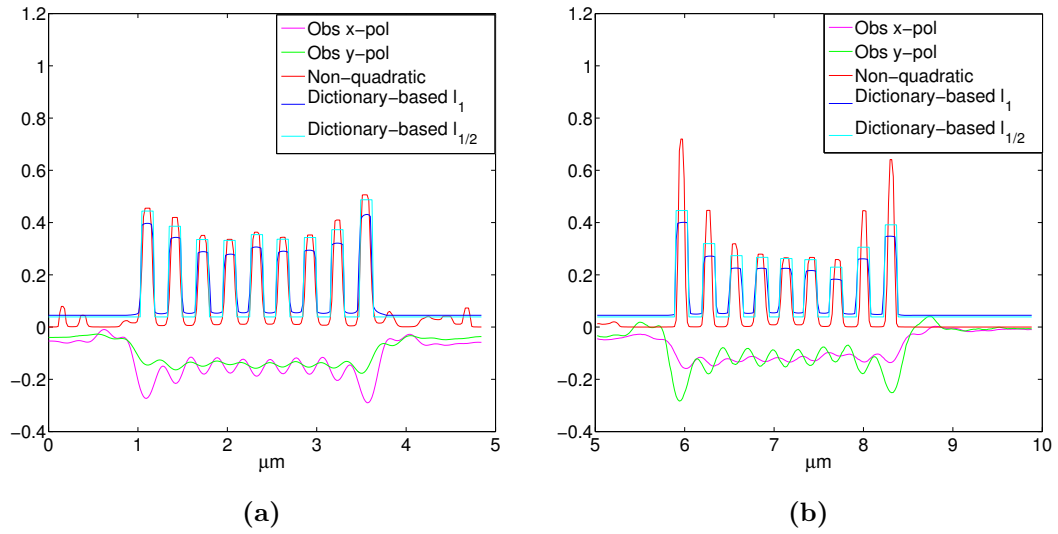 1.2
1
0.8
0.6
0.4
0.2
0
−0.2
−0.4
0 1 2 3 4 5
μm
Obs x−pol
Obs y−pol
Non−quadratic
Dictionary−based l1
Dictionary−based l1/2
(a)
1.2
1
0.8
0.6
0.4
0.2
0
−0.2
−0.4
5 6 7 8 9 10
μm
Obs x−pol
Obs y−pol
Non−quadratic
Dictionary−based l1
Dictionary−based l1/2
(b)